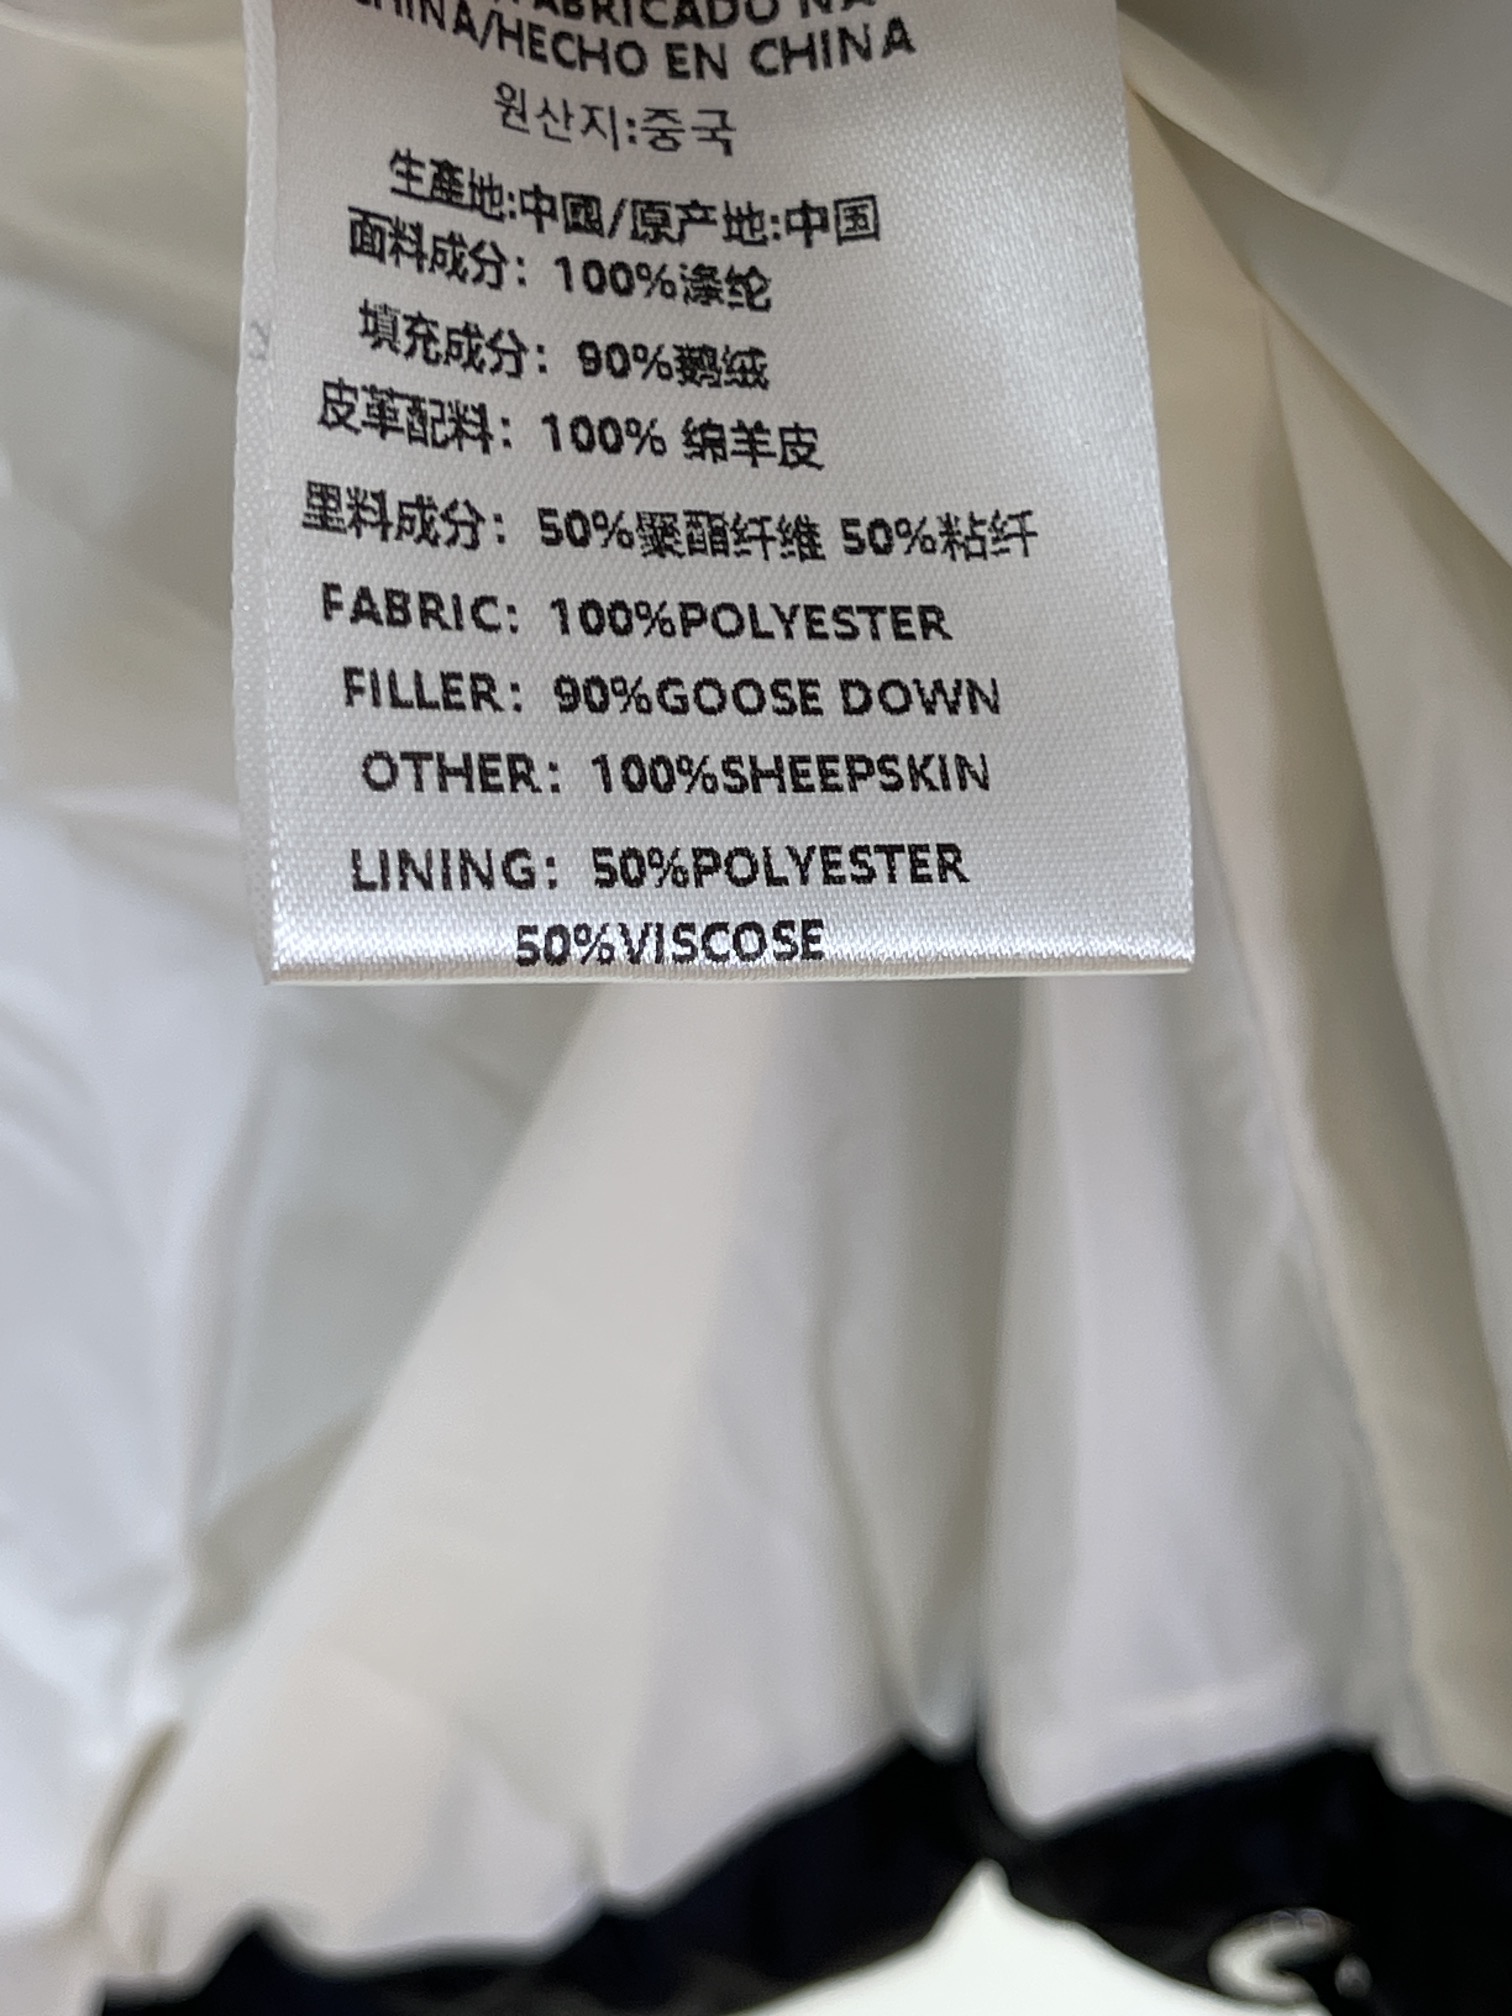 FABRICADO NA
CHINA/HECHO EN CHINA
원산지:중국
生產地:中國/原产地:中国
面料成分：100%涤纶
填充成分：90%鹅绒
皮革配料：100% 绵羊皮
里料成分：50%聚酯纤维 50%粘纤
FABRIC: 100%POLYESTER
FILLER: 90%GOOSE DOWN
OTHER: 100%SHEEPSKIN
LINING: 50%POLYESTER
50%VISCOSE